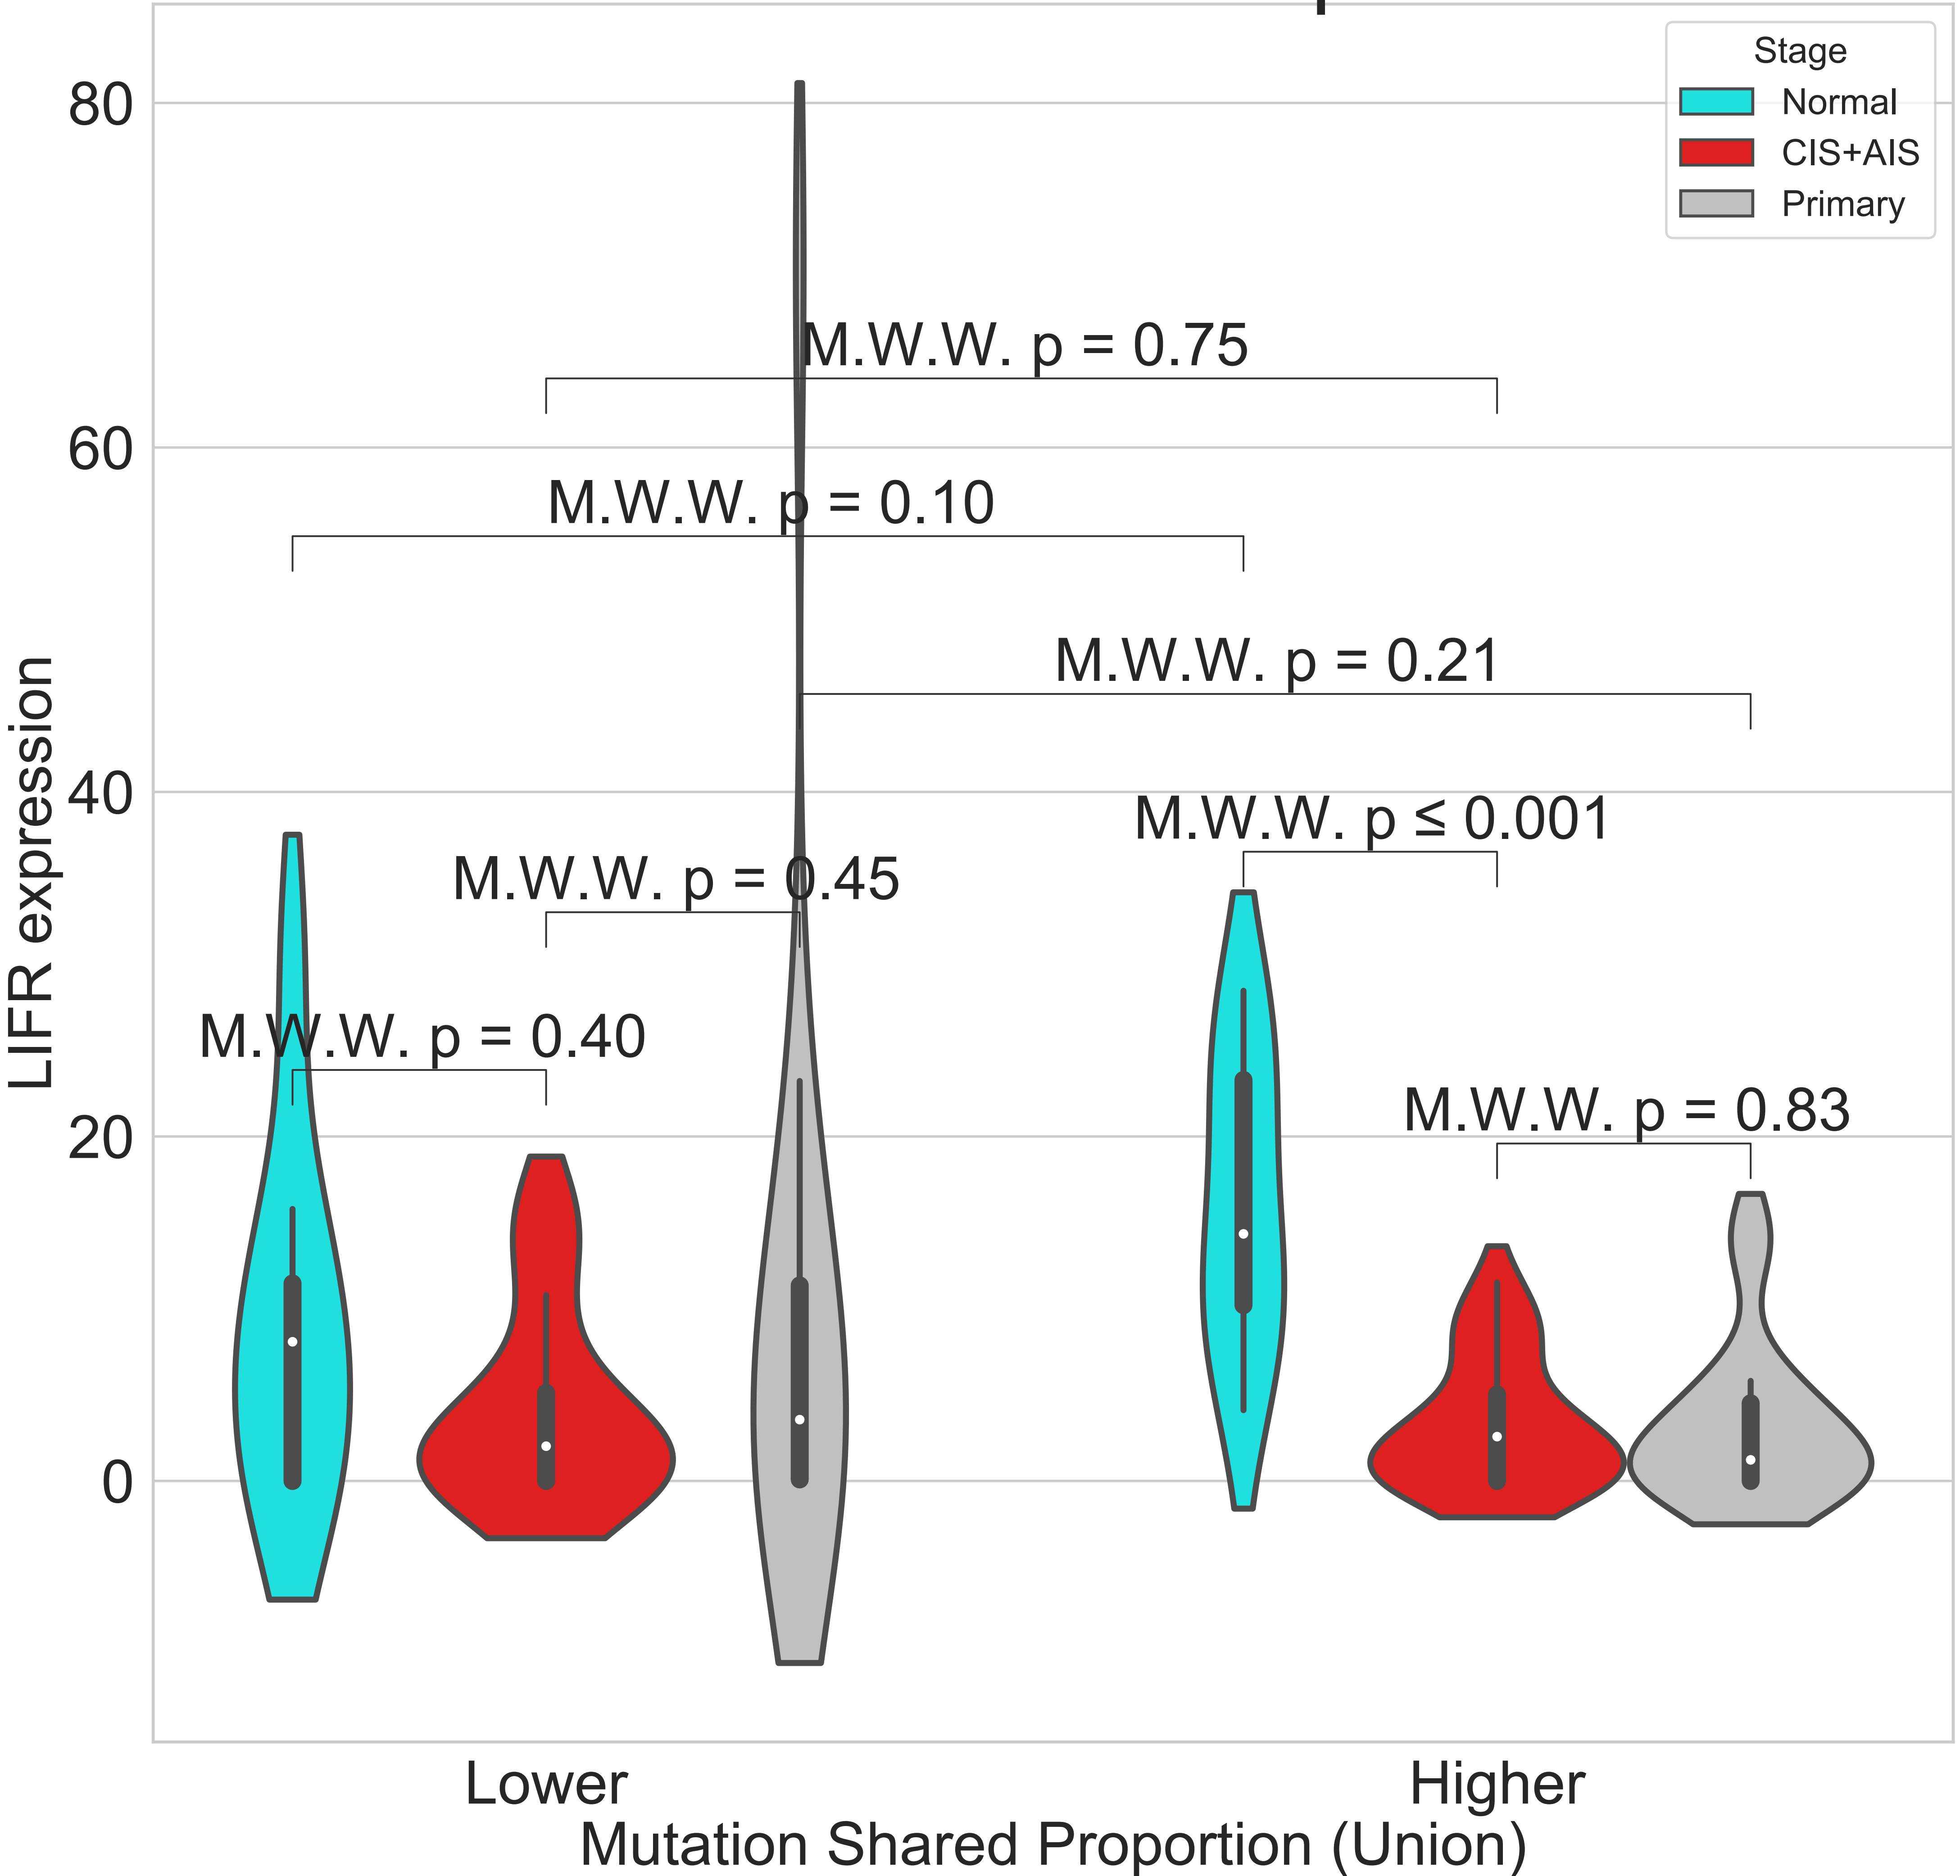 Stage
Normal
CIS+AIS
Primary
80
60
40
20
0
LIFR expression
M.W.W. p = 0.75
M.W.W. p = 0.10
M.W.W. p = 0.21
M.W.W. p ≤ 0.001
M.W.W. p = 0.45
M.W.W. p = 0.40
M.W.W. p = 0.83
Lower
Higher
Mutation Shared Proportion (Union)